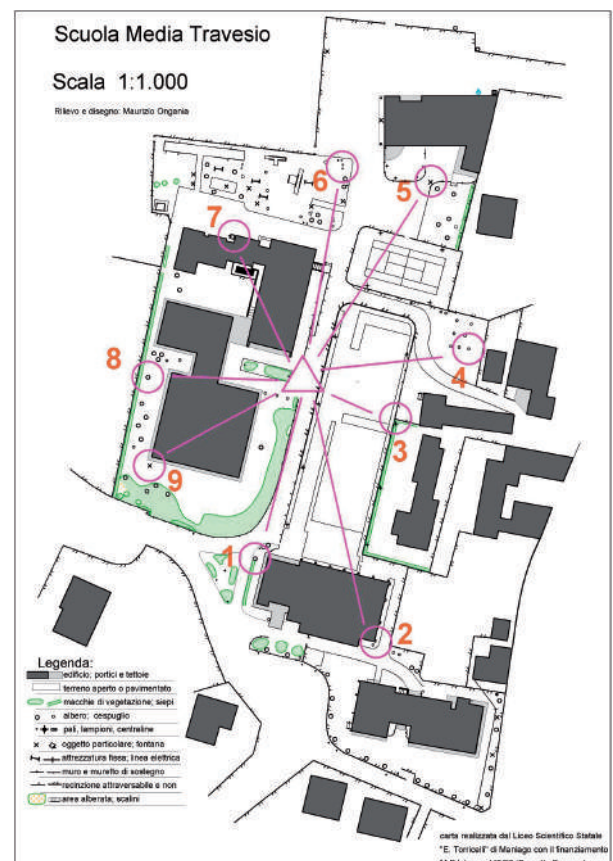 Scuola Media Travesio
Scala 1:1.000
Rilievo e disegno: Maurizio Ongania
6
5
7
8
4
3
9
1
2
Legenda:
edificio; portici e tettoie
terreno aperto o pavimentato
macchie di vegetazione; siepi
albero; cespuglio
pali, lampioni, centraline
oggetto particolare; fontana
attrezzatura fissa; linea elettrica
muro e muretto di sostegno
recinzione attraversabile e non
area alberata; scalini
carta realizzata dal Liceo Scientifico Statale
"E. Torricelli" di Maniago con il finanziamento